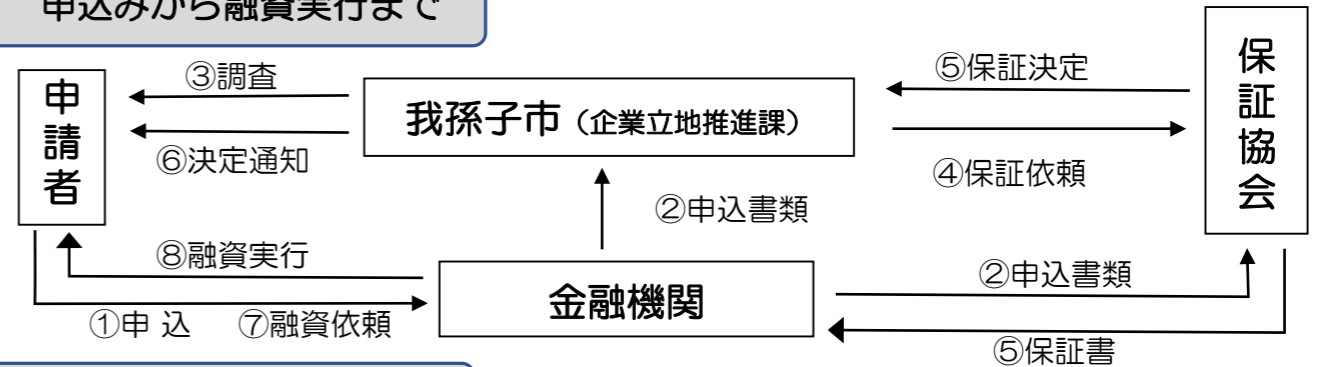 申込みから融資実行まで
申請者
③調査
⑥決定通知
我孫子市（企業立地推進課）
⑤保証決定
④保証依頼
保証協会
②申込書類
⑧融資実行
金融機関
②申込書類
①申 込 ⑦融資依頼
⑤保証書